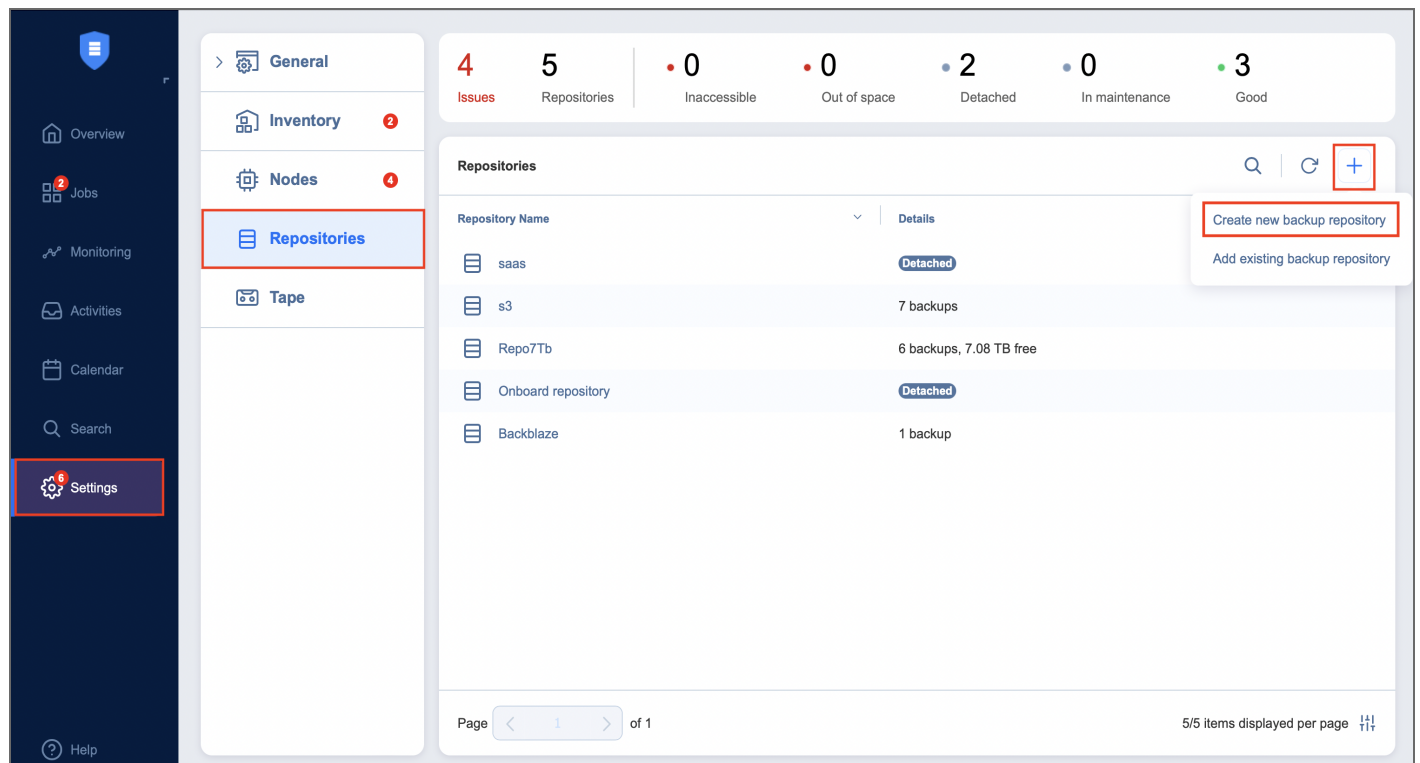 Overview
2
Jobs
Monitoring
Activities
Calendar
Search
6
Settings
Help
General
Inventory 2
Nodes 4
Repositories
Tape
4 5 0 0 2 0 3
Issues Repositories Inaccessible Out of space Detached In maintenance Good
Repositories
Create new backup repository
Add existing backup repository
Repository Name Details
saas Detached
s3 7 backups
Repo7Tb 6 backups, 7.08 TB free
Onboard repository Detached
Backblaze 1 backup
Page 1 of 1 5/5 items displayed per page